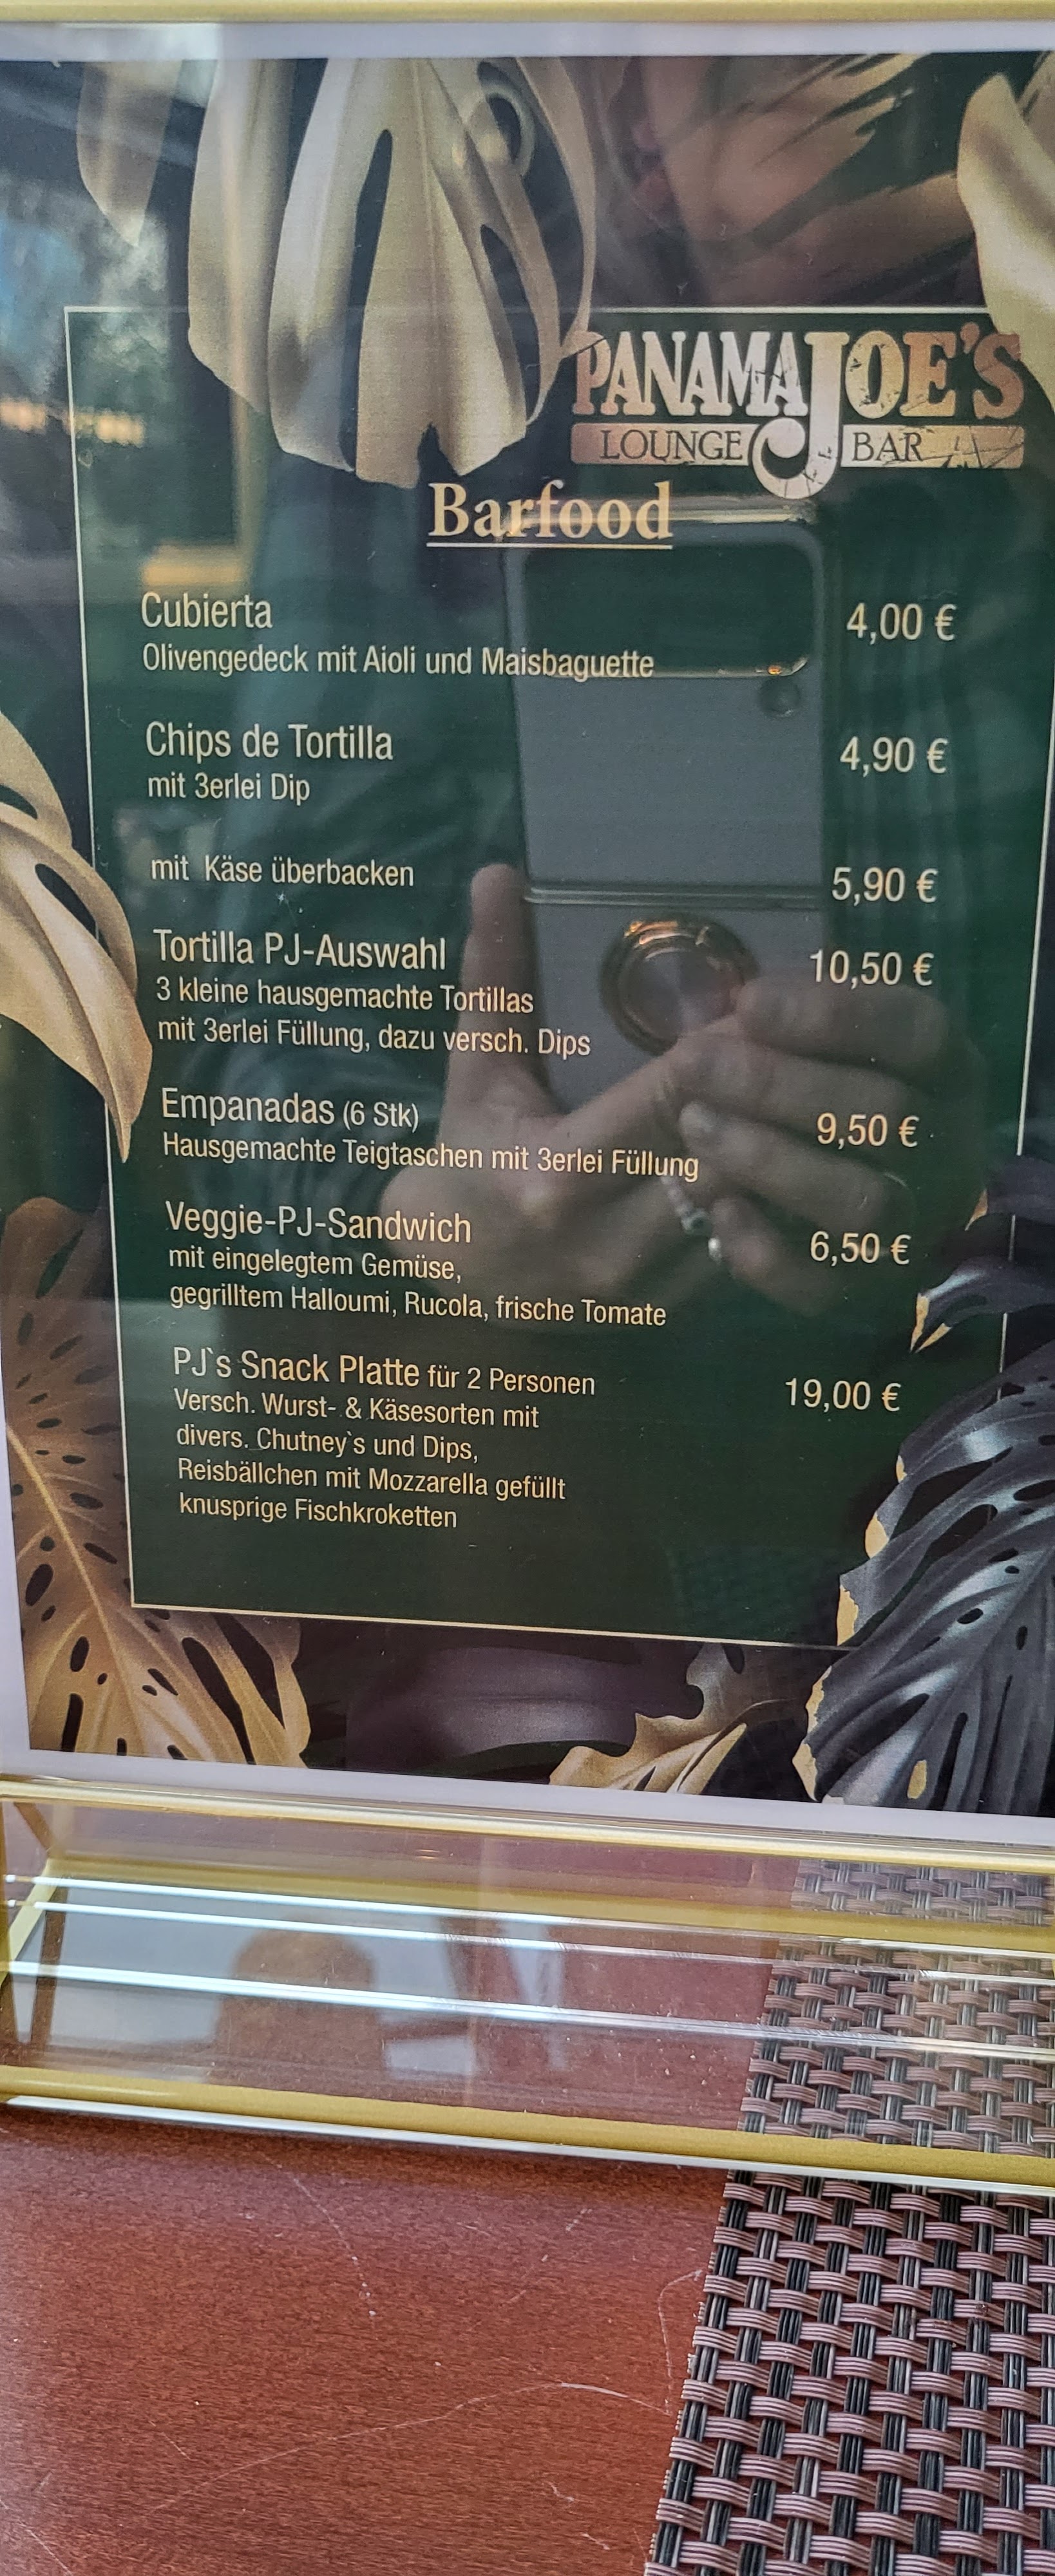 PANAMA JOE'S
LOUNGE BAR
Barfood
Cubierta 4,00 €
Olivengedeck mit Aioli und Maisbaguette
Chips de Tortilla 4,90 €
mit 3erlei Dip
mit Käse überbacken 5,90 €
Tortilla PJ-Auswahl 10,50 €
3 kleine hausgemachte Tortillas
mit 3erlei Füllung, dazu versch. Dips
Empanadas (6 Stk) 9,50 €
Hausgemachte Teigtaschen mit 3erlei Füllung
Veggie-PJ-Sandwich 6,50 €
mit eingelegtem Gemüse,
gegrilltem Halloumi, Rucola, frische Tomate
PJ`s Snack Platte für 2 Personen 19,00 €
Versch. Wurst- & Käsesorten mit
divers. Chutney`s und Dips,
Reisbällchen mit Mozzarella gefüllt
knusprige Fischkroketten